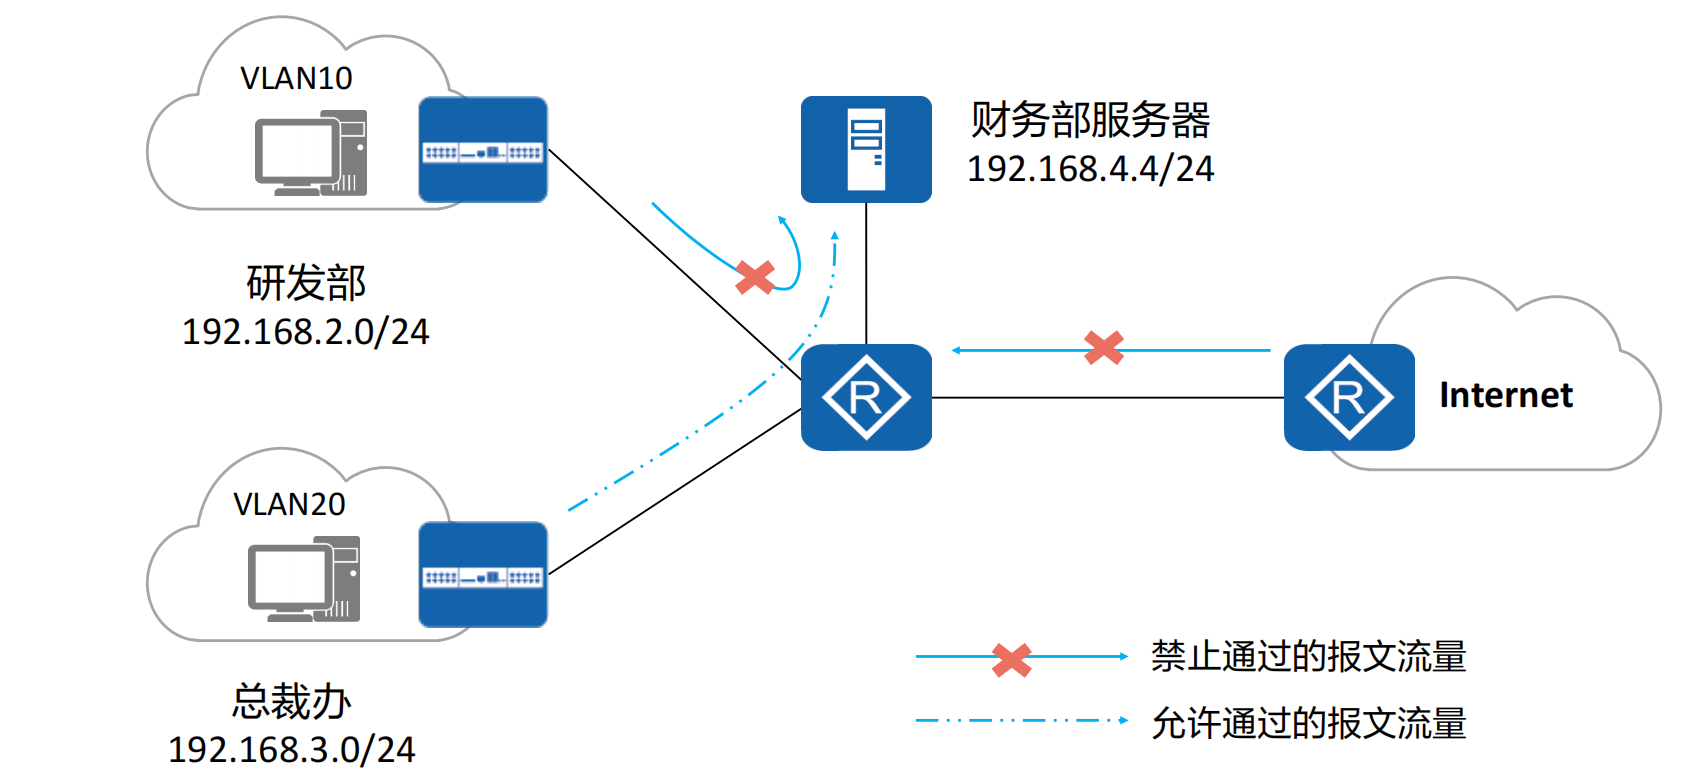 VLAN10
研发部
192.168.2.0/24
财务部服务器
192.168.4.4/24
R
R
Internet
VLAN20
总裁办
192.168.3.0/24
禁止通过的报文流量
允许通过的报文流量